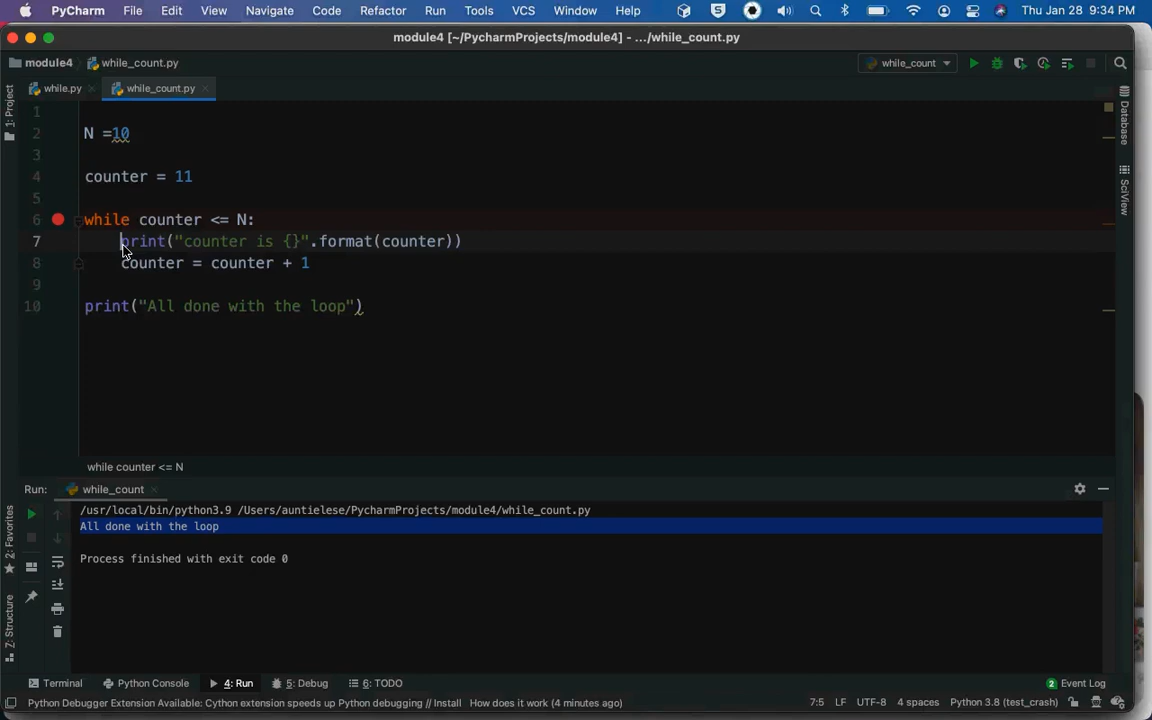 PyCharm File Edit View Navigate Code Refactor Run Tools VCS Window Help S Thu Jan 28 9:34 PM
module4 [~/PycharmProjects/module4] - .../while_count.py
module4 while_count.py while_count
while.py while_count.py
1
2 N =10
3
4 counter = 11
5
6 while counter <= N:
7 print("counter is {}".format(counter))
8 counter = counter + 1
9
10 print("All done with the loop")
while counter <= N
1: Project
Database
SciView
Run: while_count
/usr/local/bin/python3.9 /Users/auntielese/PycharmProjects/module4/while_count.py
All done with the loop
Process finished with exit code 0
2: Favorites
7: Structure
Terminal Python Console 4: Run 5: Debug 6: TODO 2 Event Log
Python Debugger Extension Available: Cython extension speeds up Python debugging // Install How does it work (4 minutes ago) 7:5 LF UTF-8 4 spaces Python 3.8 (test_crash)